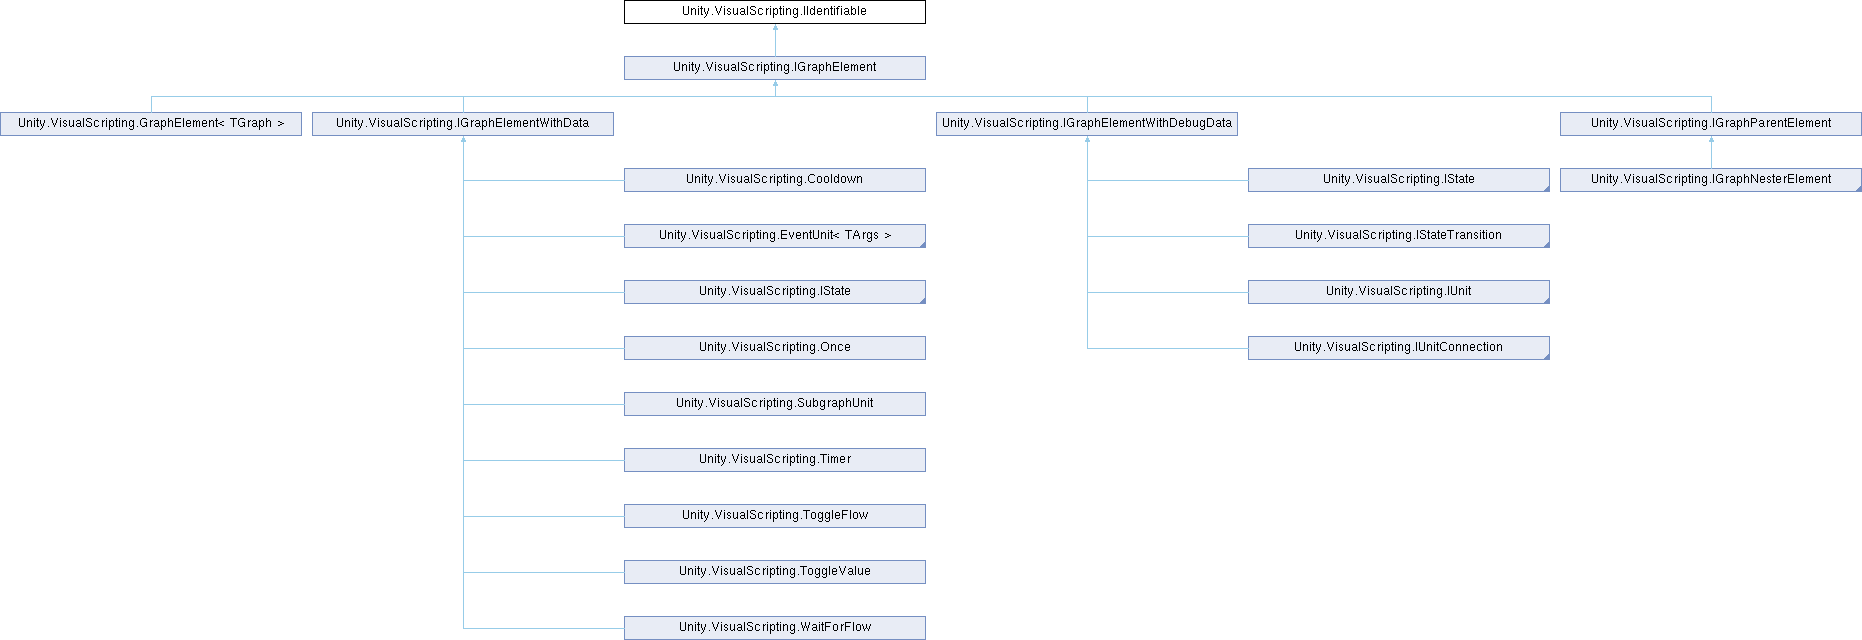 Unity.VisualScripting.IIdentifiable
Unity.VisualScripting.IGraphElement
Unity.VisualScripting.GraphElement< TGraph >
Unity.VisualScripting.IGraphElementWithData
Unity.VisualScripting.IGraphElementWithDebugData
Unity.VisualScripting.IGraphParentElement
Unity.VisualScripting.Cooldown
Unity.VisualScripting.IState
Unity.VisualScripting.IGraphNesterElement
Unity.VisualScripting.EventUnit< TArgs >
Unity.VisualScripting.IStateTransition
Unity.VisualScripting.IState
Unity.VisualScripting.IUnit
Unity.VisualScripting.Once
Unity.VisualScripting.IUnitConnection
Unity.VisualScripting.SubgraphUnit
Unity.VisualScripting.Timer
Unity.VisualScripting.ToggleFlow
Unity.VisualScripting.ToggleValue
Unity.VisualScripting.WaitForFlow